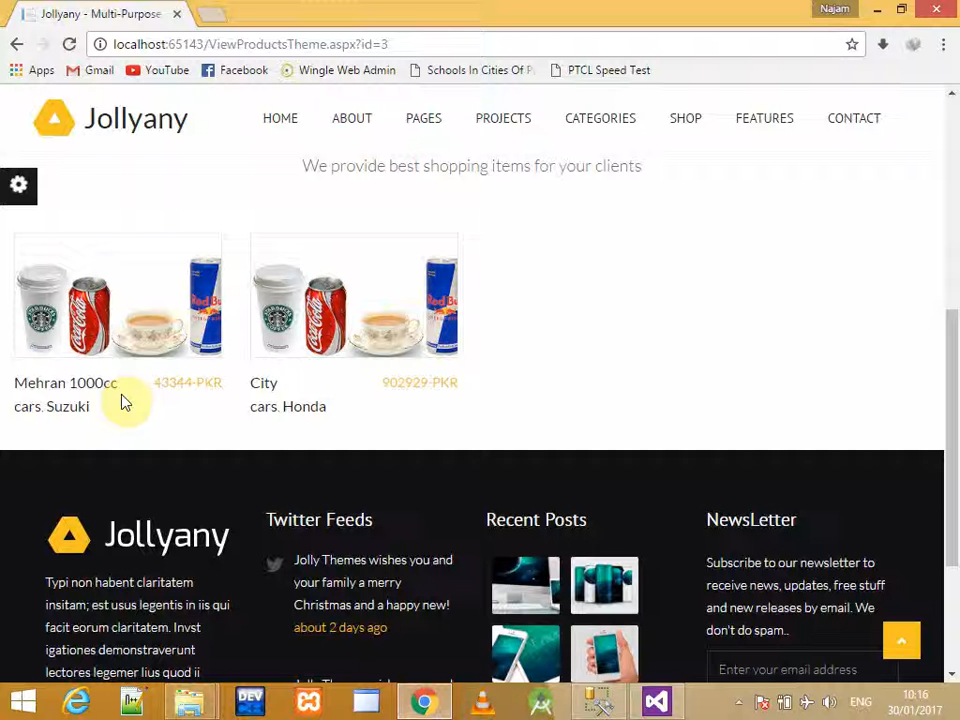 Jollyany - Multi-Purpose
Najam
localhost:65143/ViewProductsTheme.aspx?id=3
Apps Gmail YouTube Facebook Wingle Web Admin Schools In Cities Of P PTCL Speed Test
Jollyany HOME ABOUT PAGES PROJECTS CATEGORIES SHOP FEATURES CONTACT
We provide best shopping items for your clients
Mehran 1000cc 43344-PKR
cars, Suzuki
City 902929-PKR
cars, Honda
Jollyany
Typi non habent claritatem
insitam; est usus legentis in iis qui
facit eorum claritatem. Invst
igationes demonstraverunt
lectores legemer lius quod ii
Twitter Feeds
Jolly Themes wishes you and
your family a merry
Christmas and a happy new!
about 2 days ago
Recent Posts
NewsLetter
Subscribe to our newsletter to
receive news, updates, free stuff
and new releases by email. We
don't do spam..
Enter your email address
DEV
ENG
10:16
30/01/2017